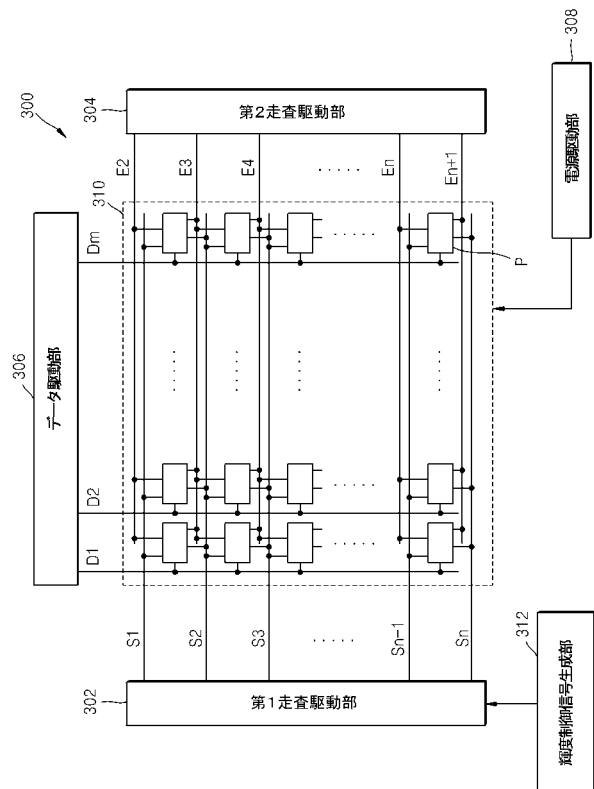 300
306
データ駆動部
D1
D2
Dm
310
302
第1走査駆動部
S1
S2
S3
· · · · ·
Sn-1
Sn
304
第2走査駆動部
E2
E3
E4
· · · · ·
En
En+1
· · · · ·
· · · · ·
· · · · ·
· · · · ·
· · · · ·
· · · · ·
· · · · ·
P
312
輝度制御信号生成部
308
電源駆動部